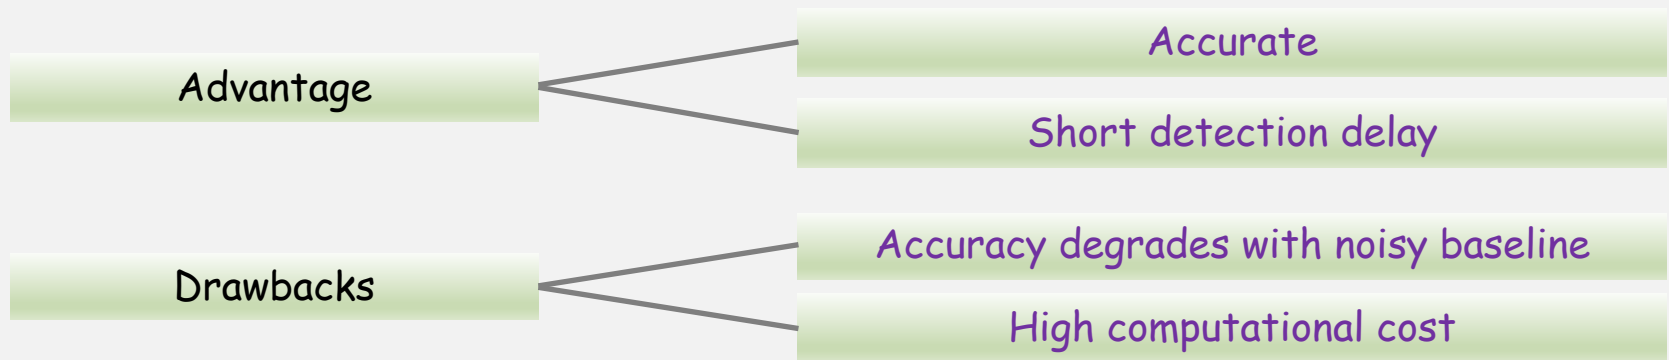 Advantage
Accurate
Short detection delay
Drawbacks
Accuracy degrades with noisy baseline
High computational cost